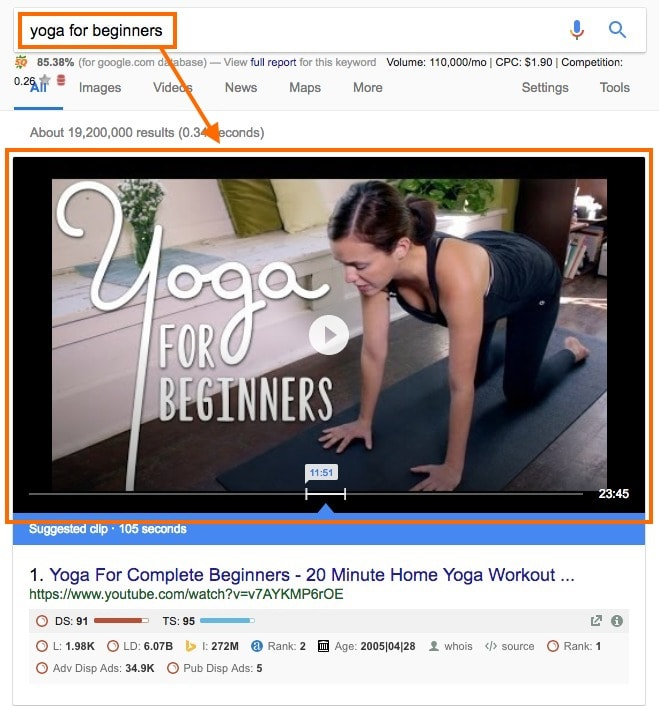 yoga for beginners
85.38% (for google.com database) — View full report for this keyword Volume: 110,000/mo | CPC: $1.90 | Competition:
0.26
All Images Videos News Maps More Settings Tools
About 19,200,000 results (0.34 seconds)
Yoga
FOR
BEGINNERS
11:51
23:45
Suggested clip · 105 seconds
1. Yoga For Complete Beginners - 20 Minute Home Yoga Workout ...
https://www.youtube.com/watch?v=v7AYKMP6rOE
DS: 91 TS: 95
L: 1.98K LD: 6.07B I: 272M Rank: 2 Age: 2005|04|28 whois </> source Rank: 1
Adv Disp Ads: 34.9K Pub Disp Ads: 5